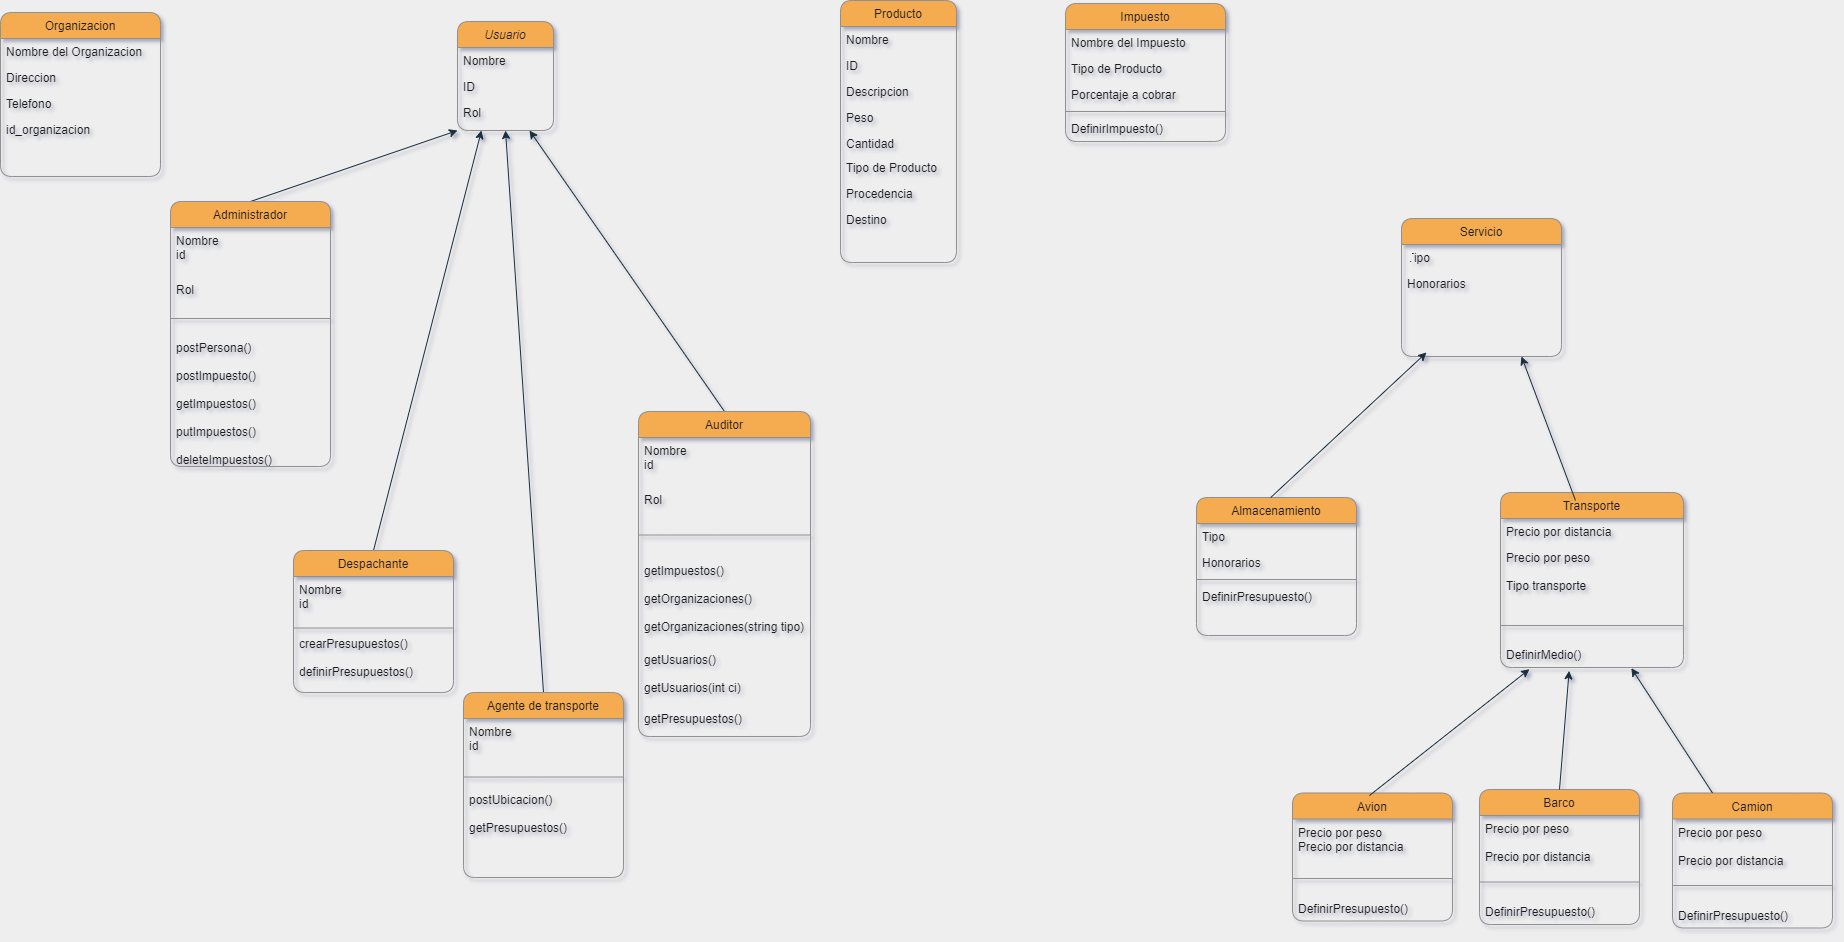 Organizacion
Nombre del Organizacion
Direccion
Telefono
id_organizacion
Usuario
Nombre
ID
Rol
Producto
Nombre
ID
Descripcion
Peso
Cantidad
Tipo de Producto
Procedencia
Destino
Impuesto
Nombre del Impuesto
Tipo de Producto
Porcentaje a cobrar
DefinirImpuesto()
Administrador
Nombre
id
Rol
postPersona()
postImpuesto()
getImpuestos()
putImpuestos()
deleteImpuestos()
Servicio
Tipo
Honorarios
Auditor
Nombre
id
Rol
getImpuestos()
getOrganizaciones()
getOrganizaciones(string tipo)
getUsuarios()
getUsuarios(int ci)
getPresupuestos()
Despachante
Nombre
id
crearPresupuestos()
definirPresupuestos()
Agente de transporte
Nombre
id
postUbicacion()
getPresupuestos()
Almacenamiento
Tipo
Honorarios
DefinirPresupuesto()
Transporte
Precio por distancia
Precio por peso
Tipo transporte
DefinirMedio()
Avion
Precio por peso
Precio por distancia
DefinirPresupuesto()
Barco
Precio por peso
Precio por distancia
DefinirPresupuesto()
Camion
Precio por peso
Precio por distancia
DefinirPresupuesto()